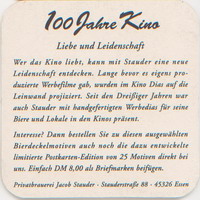 100 Jahre Kino
Liebe und Leidenschaft
Wer das Kino liebt, kann mit Stauder eine neue
Leidenschaft entdecken. Lange bevor es eigens pro-
duzierte Werbefilme gab, wurden im Kino Dias auf die
Leinwand projiziert. Seit den Dreißiger Jahren war
auch Stauder mit handgefertigten Werbedias für seine
Biere und Lokale in den Kinos präsent.
Interesse? Dann bestellen Sie zu diesen ausgewählten
Bierdeckelmotiven auch noch die dazu entwickelte
limitierte Postkarten-Edition von 25 Motiven direkt bei
uns. Einfach DM 8,00 als Briefmarken beifügen.
Privatbrauerei Jacob Stauder - Stauderstraße 88 - 45326 Essen